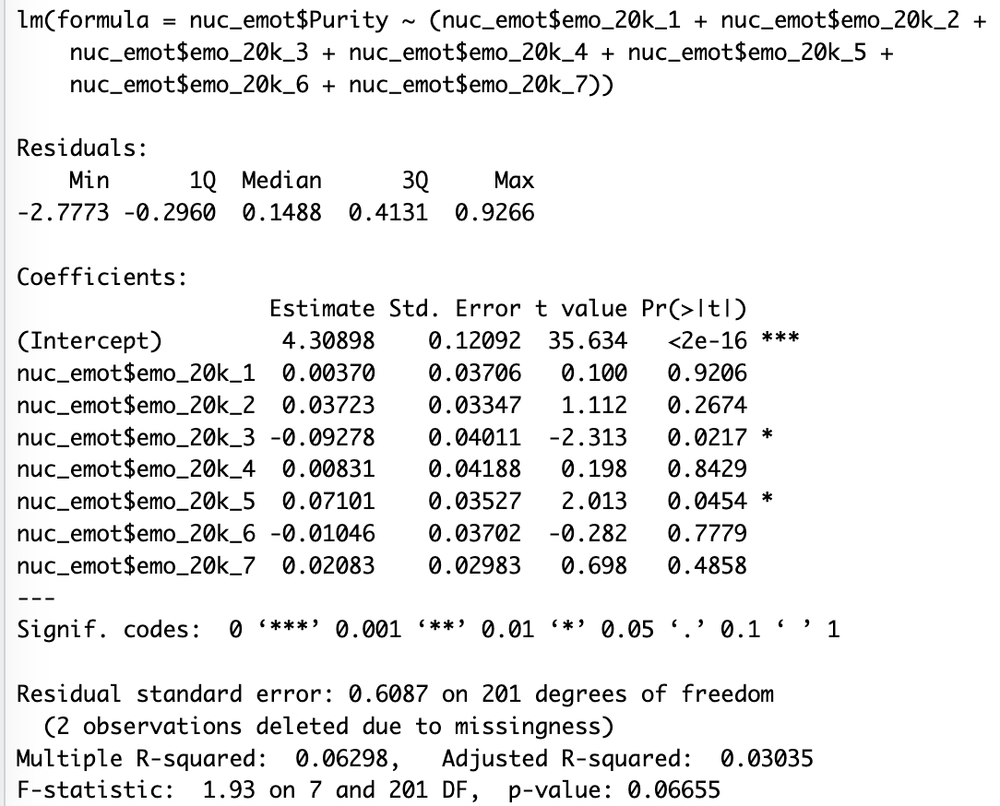 lm(formula = nuc_emot$Purity ~ (nuc_emot$emo_20k_1 + nuc_emot$emo_20k_2 +
    nuc_emot$emo_20k_3 + nuc_emot$emo_20k_4 + nuc_emot$emo_20k_5 +
    nuc_emot$emo_20k_6 + nuc_emot$emo_20k_7))

Residuals:
    Min      1Q  Median      3Q     Max
-2.7773 -0.2960  0.1488  0.4131  0.9266

Coefficients:
                   Estimate Std. Error t value Pr(>|t|)
(Intercept)         4.30898    0.12092  35.634   <2e-16 ***
nuc_emot$emo_20k_1  0.00370    0.03706   0.100   0.9206
nuc_emot$emo_20k_2  0.03723    0.03347   1.112   0.2674
nuc_emot$emo_20k_3 -0.09278    0.04011  -2.313   0.0217 *
nuc_emot$emo_20k_4  0.00831    0.04188   0.198   0.8429
nuc_emot$emo_20k_5  0.07101    0.03527   2.013   0.0454 *
nuc_emot$emo_20k_6 -0.01046    0.03702  -0.282   0.7779
nuc_emot$emo_20k_7  0.02083    0.02983   0.698   0.4858
---
Signif. codes:  0 ‘***’ 0.001 ‘**’ 0.01 ‘*’ 0.05 ‘.’ 0.1 ‘ ’ 1

Residual standard error: 0.6087 on 201 degrees of freedom
  (2 observations deleted due to missingness)
Multiple R-squared:  0.06298,   Adjusted R-squared:  0.03035
F-statistic:  1.93 on 7 and 201 DF,  p-value: 0.06655